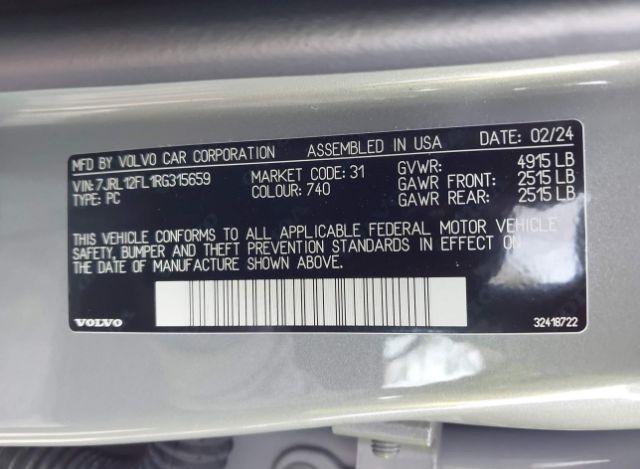 MFD BY VOLVO CAR CORPORATION ASSEMBLED IN USA DATE: 02/24
VIN: 7JRL12FL1RG315659 MARKET CODE: 31 GVWR: 4915 LB
TYPE: PC COLOUR: 740 GAWR FRONT: 2515 LB
GAWR REAR: 2515 LB
THIS VEHICLE CONFORMS TO ALL APPLICABLE FEDERAL MOTOR VEHICLE
SAFETY, BUMPER AND THEFT PREVENTION STANDARDS IN EFFECT ON
THE DATE OF MANUFACTURE SHOWN ABOVE.
VOLVO 32418722